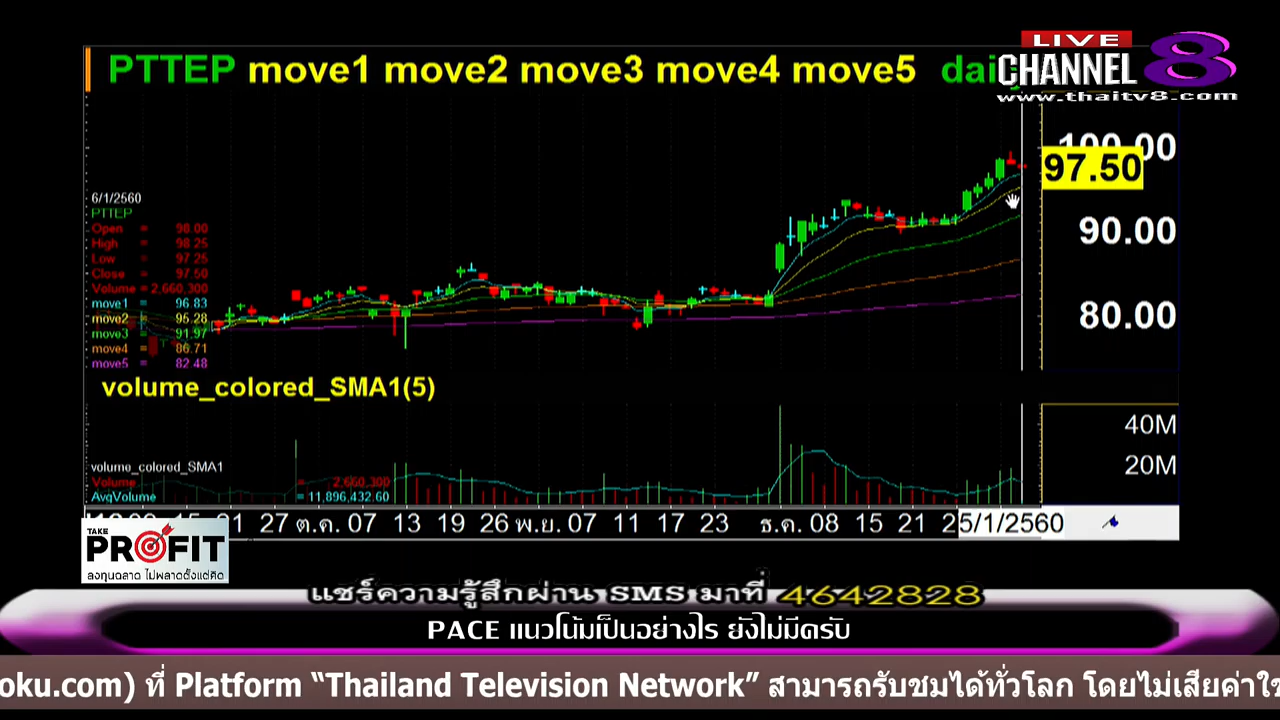 LIVE
CHANNEL 8
www.thaitv8.com
PTTEP move1 move2 move3 move4 move5
100.00
97.50
90.00
80.00
6/1/2560
PTTEP
Open = 98.00
High = 98.25
Low = 97.25
Close = 97.50
Volume = 2,660,300
move1 = 96.83
move2 = 95.28
move3 = 91.97
move4 = 86.71
move5 = 82.48
volume_colored_SMA1(5)
40M
20M
volume_colored_SMA1
Volume = 2,660,300
AvgVolume = 11,896,432.60
27 ต.ค. 07 13 19 26 พ.ย. 07 11 17 23 ธ.ค. 08 15 21 5/1/2560
TAKE
PROFIT
ลงทุนฉลาด ไม่พลาดตั้งแต่คิด
แชร์ความรู้สึกผ่าน SMS มาที่ 4642828
PACE แนวโน้มเป็นอย่างไร ยังไม่มีครับ
oku.com) ที่ Platform “Thailand Television Network” สามารถรับชมได้ทั่วโลก โดยไม่เสียค่าใช